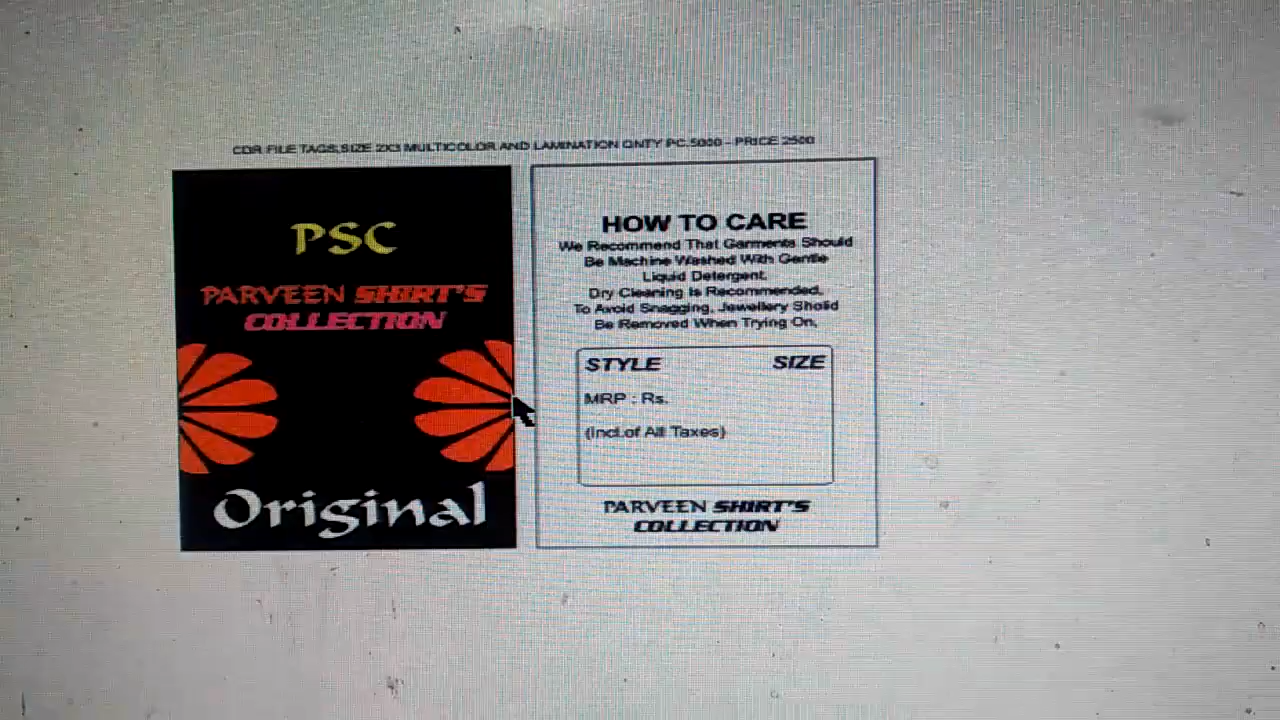 CDR FILE TAGS.SIZE 2X3 MULTICOLOR AND LAMINATION QNTY PC.5000 - PRICE 2500
PSC
PARVEEN SHIRT'S
COLLECTION
Original
HOW TO CARE
We Recommend That Garments Should
Be Machine Washed With Gentle
Liquid Detergent.
Dry Cleaning Is Recommended.
To Avoid Snagging, Jewellery Shold
Be Removed When Trying On.
STYLE SIZE
MRP : Rs.
(Incl.of All Taxes)
PARVEEN SHIRT'S
COLLECTION